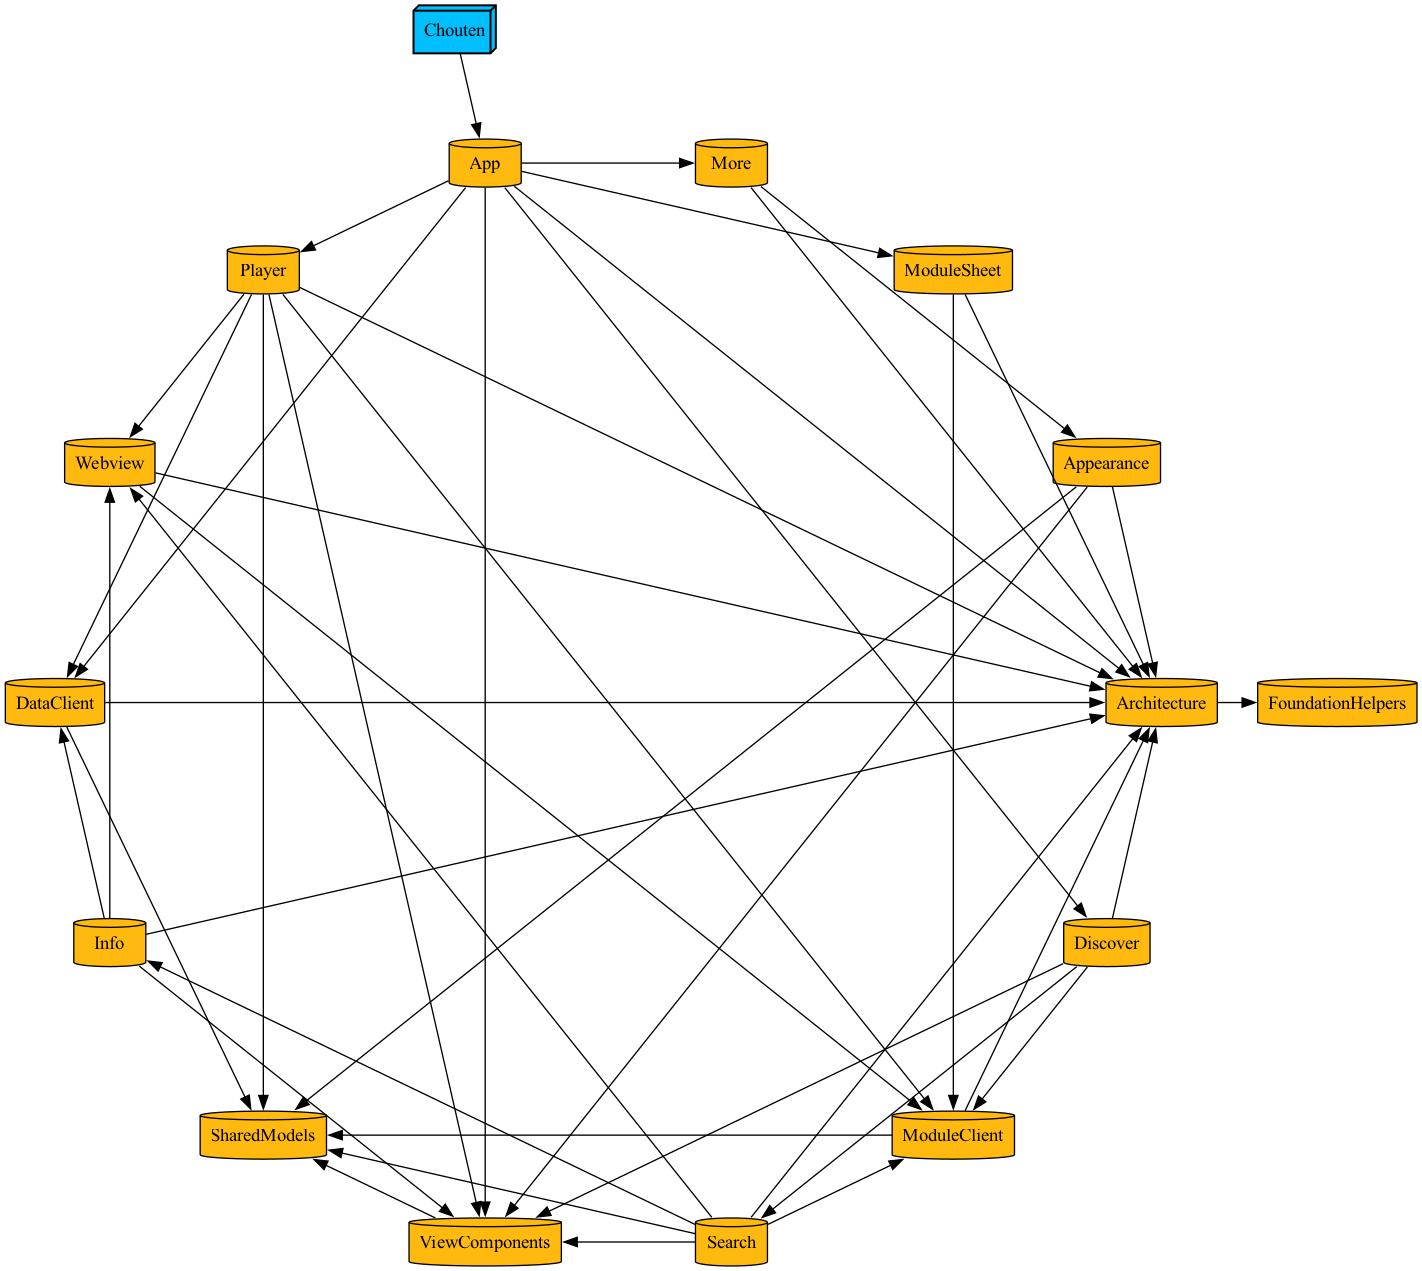 Chouten
App
More
Player
ModuleSheet
Webview
Appearance
DataClient
Architecture
FoundationHelpers
Info
Discover
SharedModels
ModuleClient
ViewComponents
Search